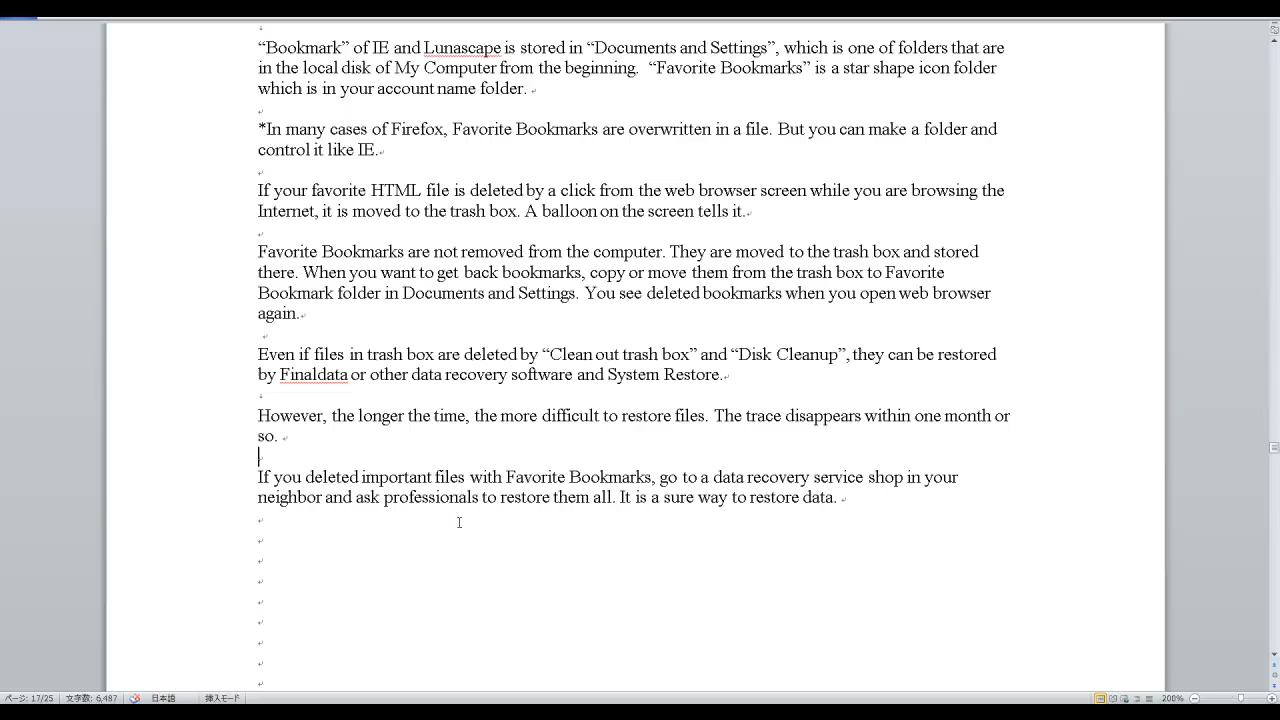 “Bookmark” of IE and Lunascape is stored in “Documents and Settings”, which is one of folders that are
in the local disk of My Computer from the beginning.  “Favorite Bookmarks” is a star shape icon folder
which is in your account name folder.
*In many cases of Firefox, Favorite Bookmarks are overwritten in a file. But you can make a folder and
control it like IE.
If your favorite HTML file is deleted by a click from the web browser screen while you are browsing the
Internet, it is moved to the trash box. A balloon on the screen tells it.
Favorite Bookmarks are not removed from the computer. They are moved to the trash box and stored
there. When you want to get back bookmarks, copy or move them from the trash box to Favorite
Bookmark folder in Documents and Settings. You see deleted bookmarks when you open web browser
again.
Even if files in trash box are deleted by “Clean out trash box” and “Disk Cleanup”, they can be restored
by Finaldata or other data recovery software and System Restore.
However, the longer the time, the more difficult to restore files. The trace disappears within one month or
so.
If you deleted important files with Favorite Bookmarks, go to a data recovery service shop in your
neighbor and ask professionals to restore them all. It is a sure way to restore data.
ページ: 17/25 文字数: 6,487 日本語 挿入モード 200%